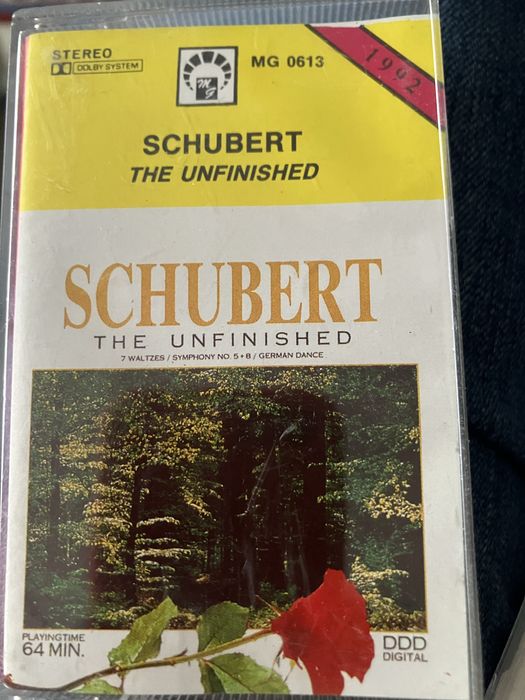 STEREO
DOLBY SYSTEM
MG
MG 0613
1992
SCHUBERT
THE UNFINISHED
SCHUBERT
THE UNFINISHED
7 WALTZES / SYMPHONY NO. 5+8 / GERMAN DANCE
PLAYINGTIME
64 MIN.
DDD
DIGITAL